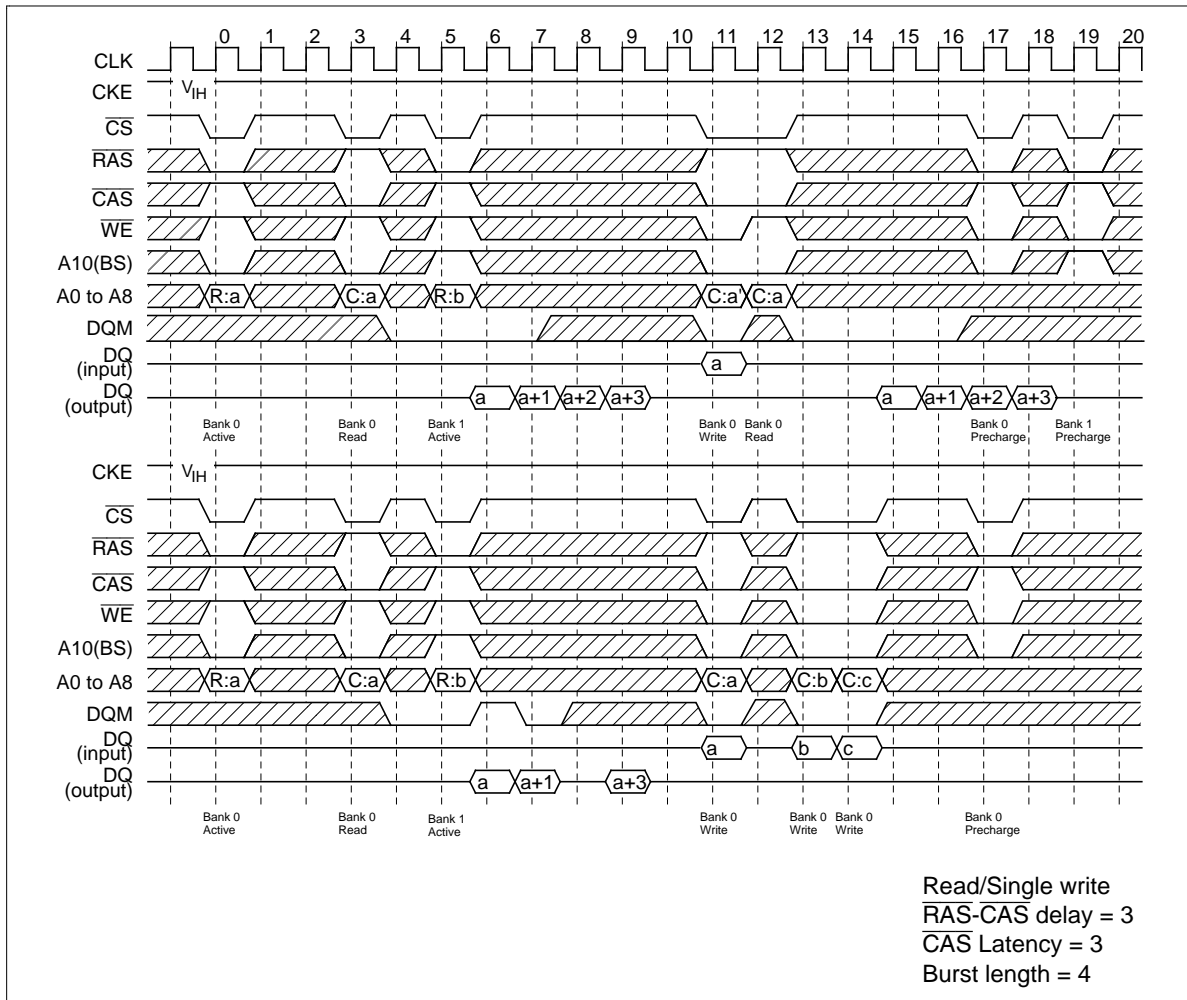 0 1 2 3 4 5 6 7 8 9 10 11 12 13 14 15 16 17 18 19 20
CLK
CKE VIH
CS
RAS
CAS
WE
A10(BS)
A0 to A8 R:a C:a R:b C:a' C:a
DQM
DQ (input) a
DQ (output) a a+1 a+2 a+3 a a+1 a+2 a+3
Bank 0 Active Bank 0 Read Bank 1 Active Bank 0 Write Bank 0 Read Bank 0 Precharge Bank 1 Precharge
CKE VIH
CS
RAS
CAS
WE
A10(BS)
A0 to A8 R:a C:a R:b C:a C:b C:c
DQM
DQ (input) a b c
DQ (output) a a+1 a+3
Bank 0 Active Bank 0 Read Bank 1 Active Bank 0 Write Bank 0 Write Bank 0 Write Bank 0 Precharge
Read/Single write
RAS-CAS delay = 3
CAS Latency = 3
Burst length = 4